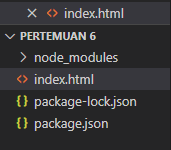 index.html
PERTEMUAN 6
node_modules
index.html
package-lock.json
package.json